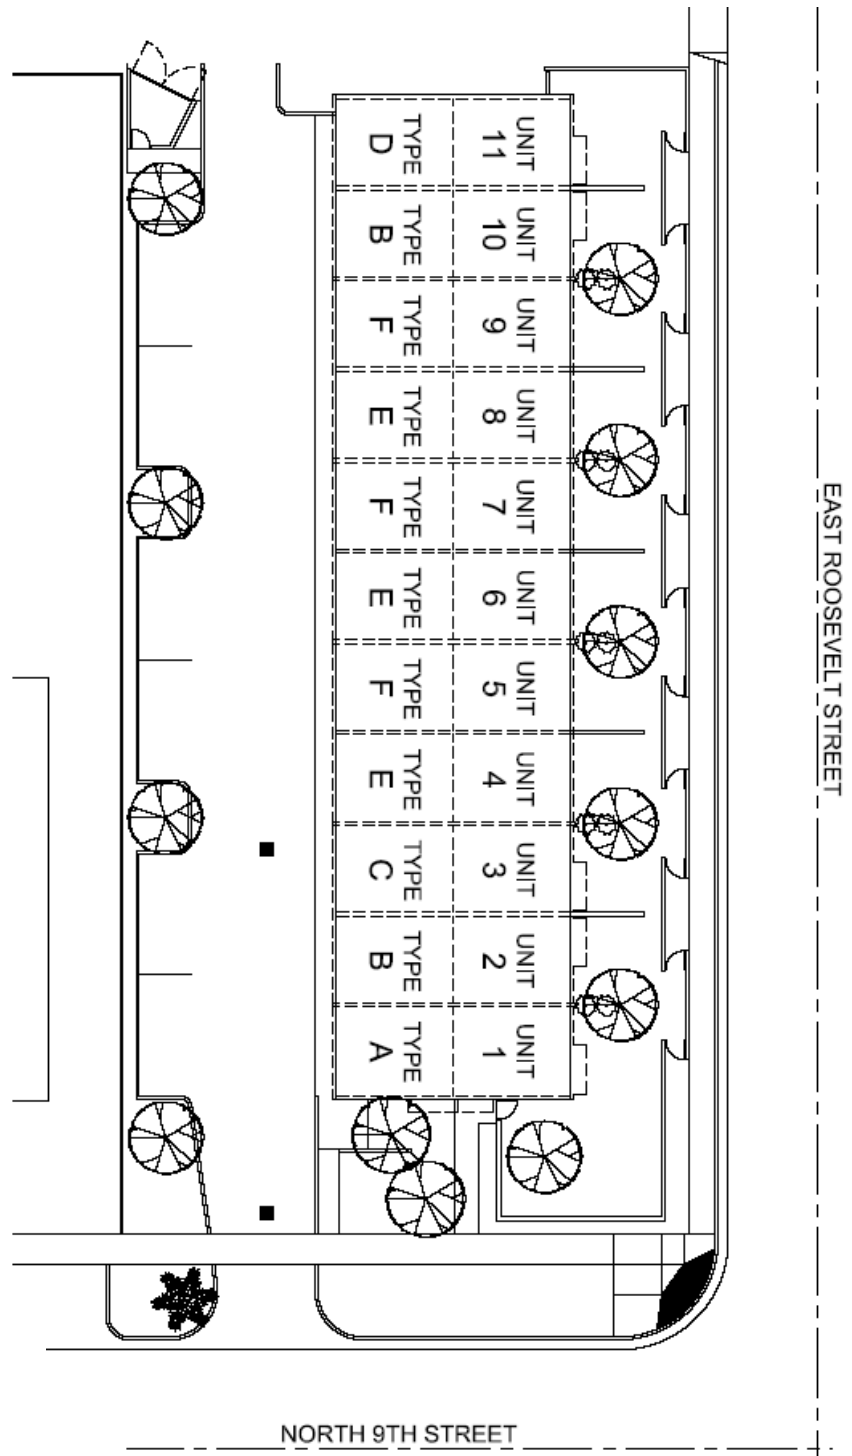 UNIT
11
TYPE
D
UNIT
10
TYPE
B
UNIT
9
TYPE
F
UNIT
8
TYPE
E
UNIT
7
TYPE
F
UNIT
6
TYPE
E
UNIT
5
TYPE
F
UNIT
4
TYPE
E
UNIT
3
TYPE
C
UNIT
2
TYPE
B
UNIT
1
TYPE
A
EAST ROOSEVELT STREET
NORTH 9TH STREET